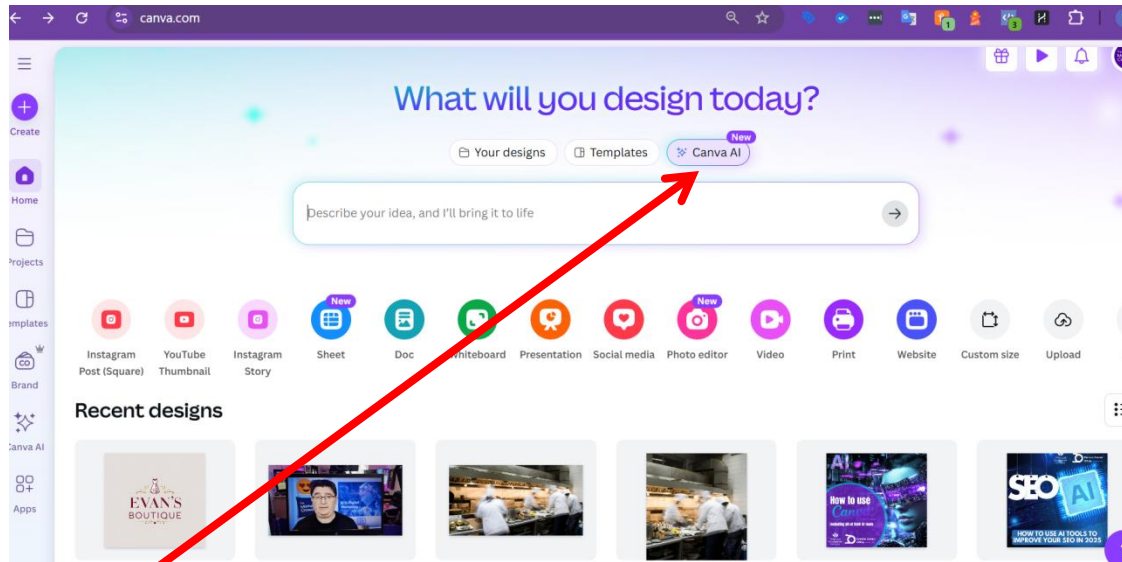 canva.com
1
3
What will you design today?
New
Your designs
Templates
Canva AI
Describe your idea, and I'll bring it to life
Create
Home
Projects
emplates
Brand
Canva AI
Apps
New
New
Instagram Post (Square)
YouTube Thumbnail
Instagram Story
Sheet
Doc
Whiteboard
Presentation
Social media
Photo editor
Video
Print
Website
Custom size
Upload
Recent designs
EVAN'S
BOUTIQUE
AI
How to use
Canva
SEO
AI
HOW TO USE AI TOOLS TO
IMPROVE YOUR SEO IN 2025